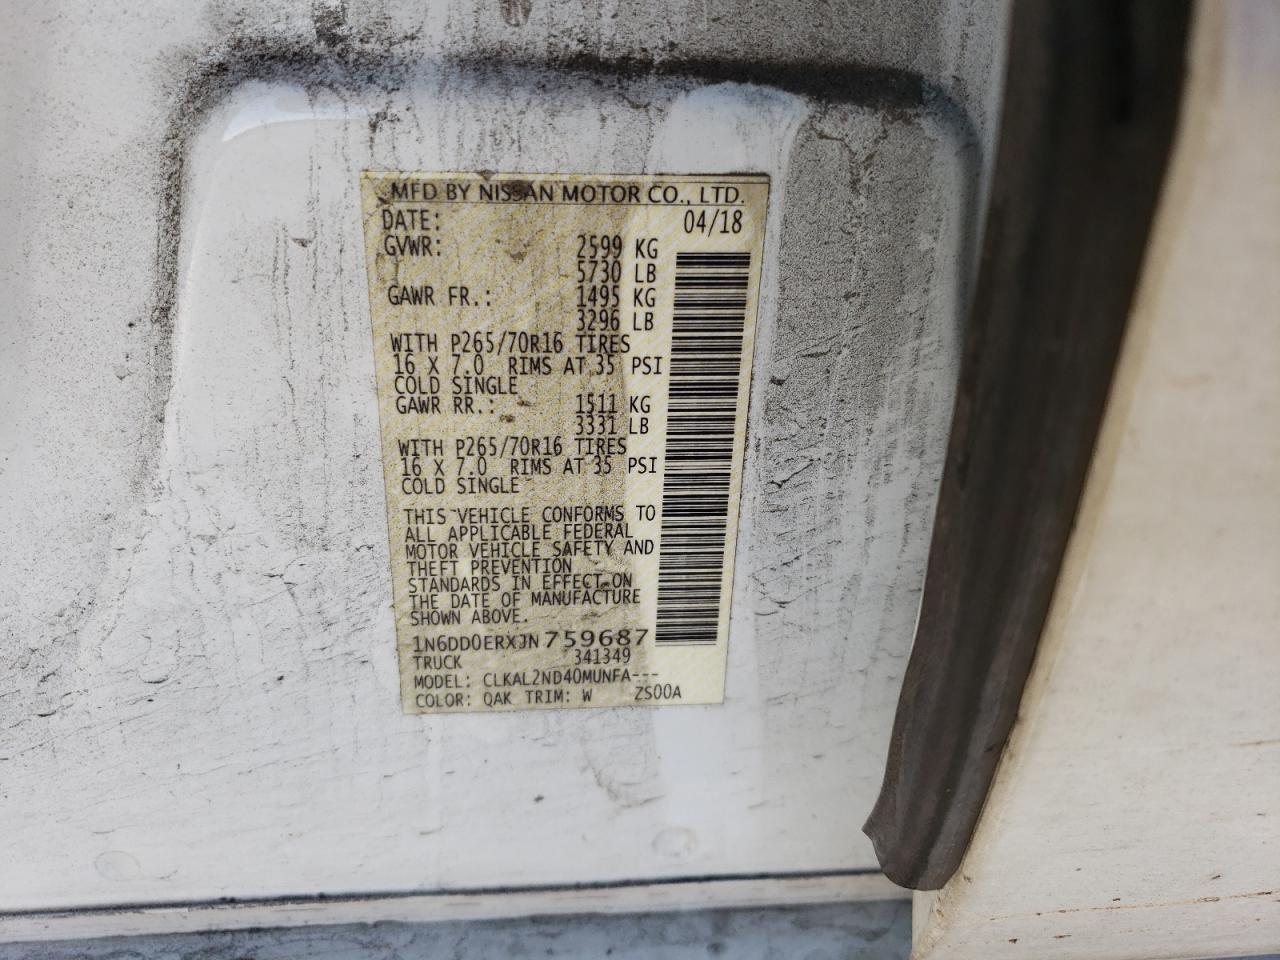 MFD BY NISSAN MOTOR CO., LTD.
DATE: 04/18
GVWR: 2599 KG
5730 LB
GAWR FR.: 1495 KG
3296 LB
WITH P265/70R16 TIRES
16 X 7.0 RIMS AT 35 PSI
COLD SINGLE
GAWR RR.: 1511 KG
3331 LB
WITH P265/70R16 TIRES
16 X 7.0 RIMS AT 35 PSI
COLD SINGLE
THIS VEHICLE CONFORMS TO
ALL APPLICABLE FEDERAL
MOTOR VEHICLE SAFETY AND
THEFT PREVENTION
STANDARDS IN EFFECT ON
THE DATE OF MANUFACTURE
SHOWN ABOVE.
1N6DD0ERXJN759687
TRUCK 341349
MODEL: CLKAL2ND40MUNFA---
COLOR: QAK TRIM: W ZS00A